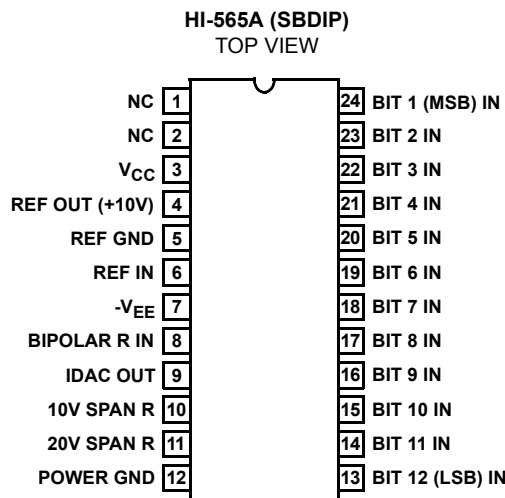 HI-565A (SBDIP)
TOP VIEW
NC 1 24 BIT 1 (MSB) IN
NC 2 23 BIT 2 IN
VCC 3 22 BIT 3 IN
REF OUT (+10V) 4 21 BIT 4 IN
REF GND 5 20 BIT 5 IN
REF IN 6 19 BIT 6 IN
-VEE 7 18 BIT 7 IN
BIPOLAR R IN 8 17 BIT 8 IN
IDAC OUT 9 16 BIT 9 IN
10V SPAN R 10 15 BIT 10 IN
20V SPAN R 11 14 BIT 11 IN
POWER GND 12 13 BIT 12 (LSB) IN